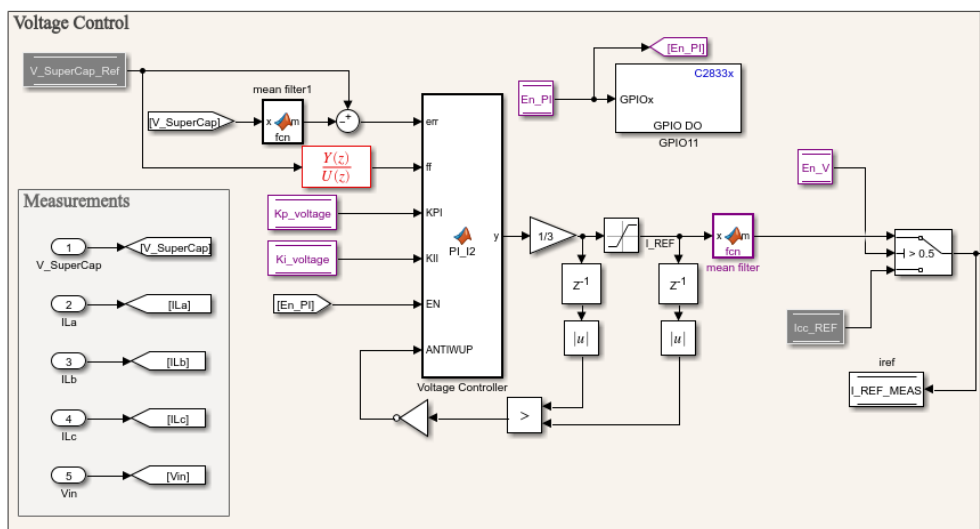 Voltage Control
V_SuperCap_Ref
mean filter1
[V_SuperCap]
x
m
fcn
−
+
Y(z)
U(z)
Kp_voltage
Ki_voltage
[En_PI]
err
ff
KPI
KII
EN
ANTIWUP
PI_I2
y
Voltage Controller
En_PI
[En_PI]
C2833x
GPIOx
GPIO DO
GPIO11
1/3
I_REF
x
m
fcn
mean filter
z-1
z-1
|u|
|u|
>
En_V
> 0.5
Icc_REF
iref
I_REF_MEAS
Measurements
1
[V_SuperCap]
V_SuperCap
2
[ILa]
ILa
3
[ILb]
ILb
4
[ILc]
ILc
5
[Vin]
Vin